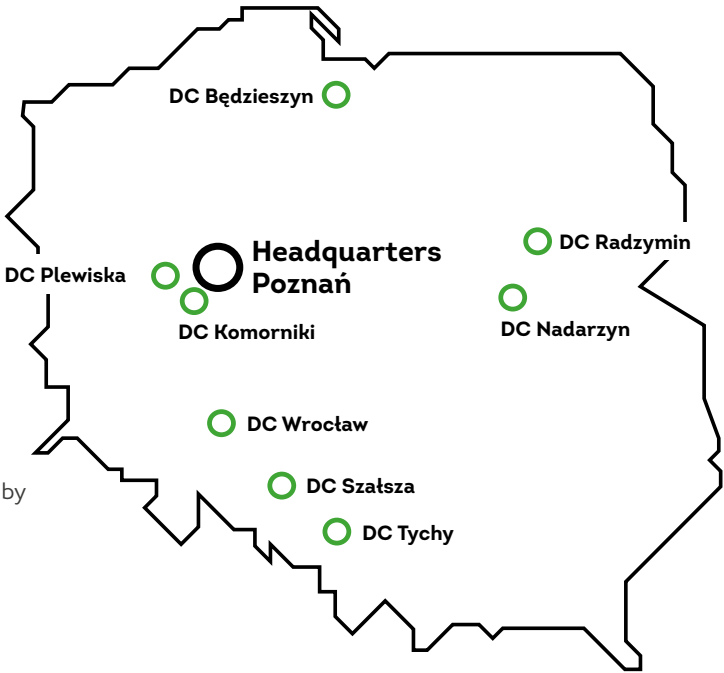 DC Będzieszyn
DC Radzymin
Headquarters
Poznań
DC Plewiska
DC Komorniki
DC Nadarzyn
DC Wrocław
by
DC Szałsza
DC Tychy